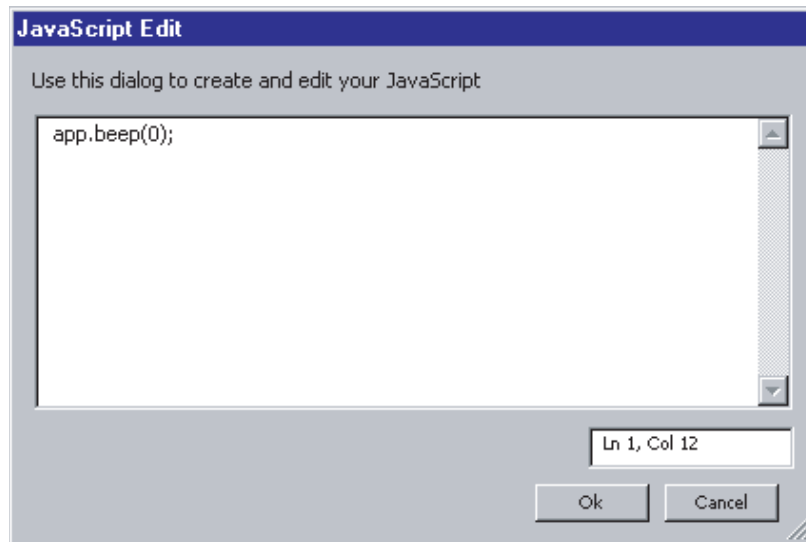 JavaScript Edit
Use this dialog to create and edit your JavaScript
app.beep(0);
Ln 1, Col 12
Ok
Cancel